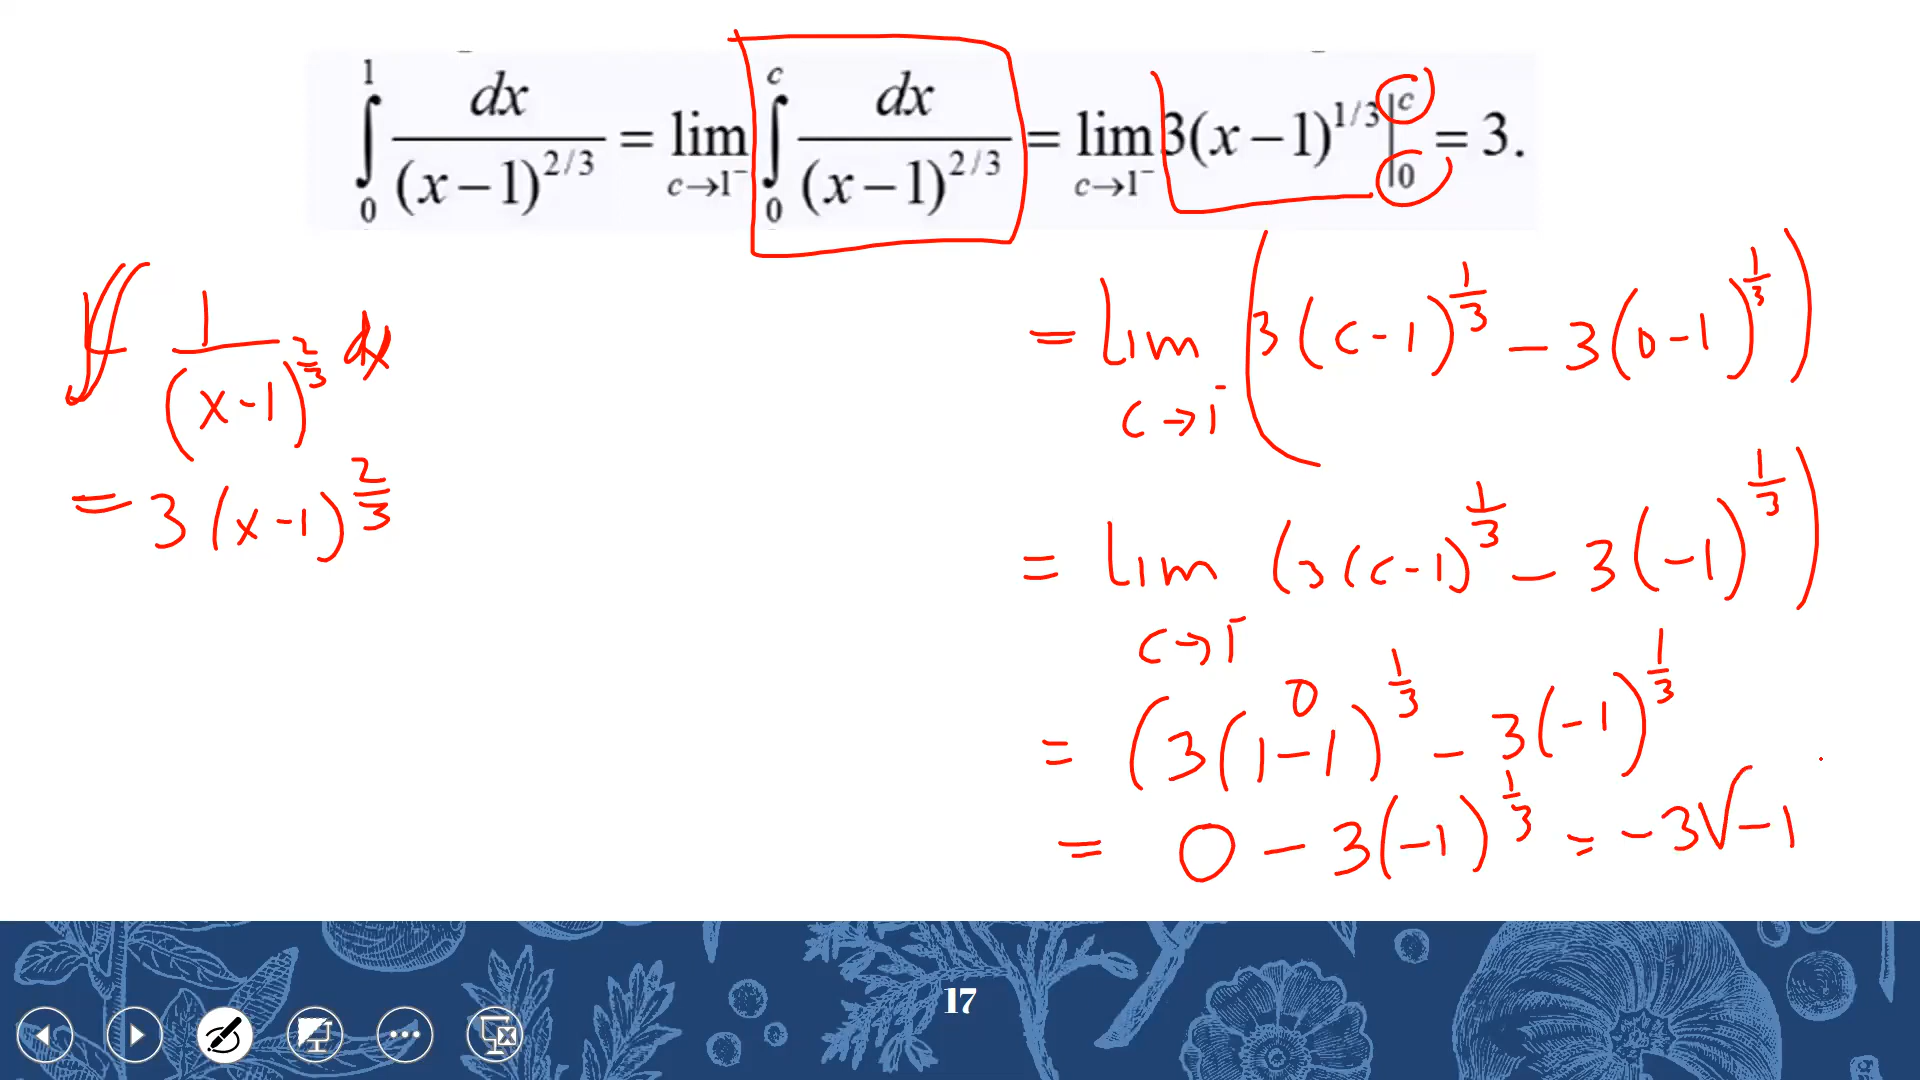 ∫₀¹ dx/(x−1)^{2/3} = lim_{c→1⁻} ∫₀ᶜ dx/(x−1)^{2/3} = lim_{c→1⁻} 3(x−1)^{1/3} |₀ᶜ = 3.
∫ 1/(x-1)^{2/3} dx
= 3(x-1)^{2/3}
= lim_{c→1⁻} (3(c-1)^{1/3} − 3(0-1)^{1/3})
= lim_{c→1⁻} (3(c-1)^{1/3} − 3(-1)^{1/3})
= (3(1-1)^{1/3} − 3(-1)^{1/3}
0
= 0 − 3(-1)^{1/3} = -3√-1
17